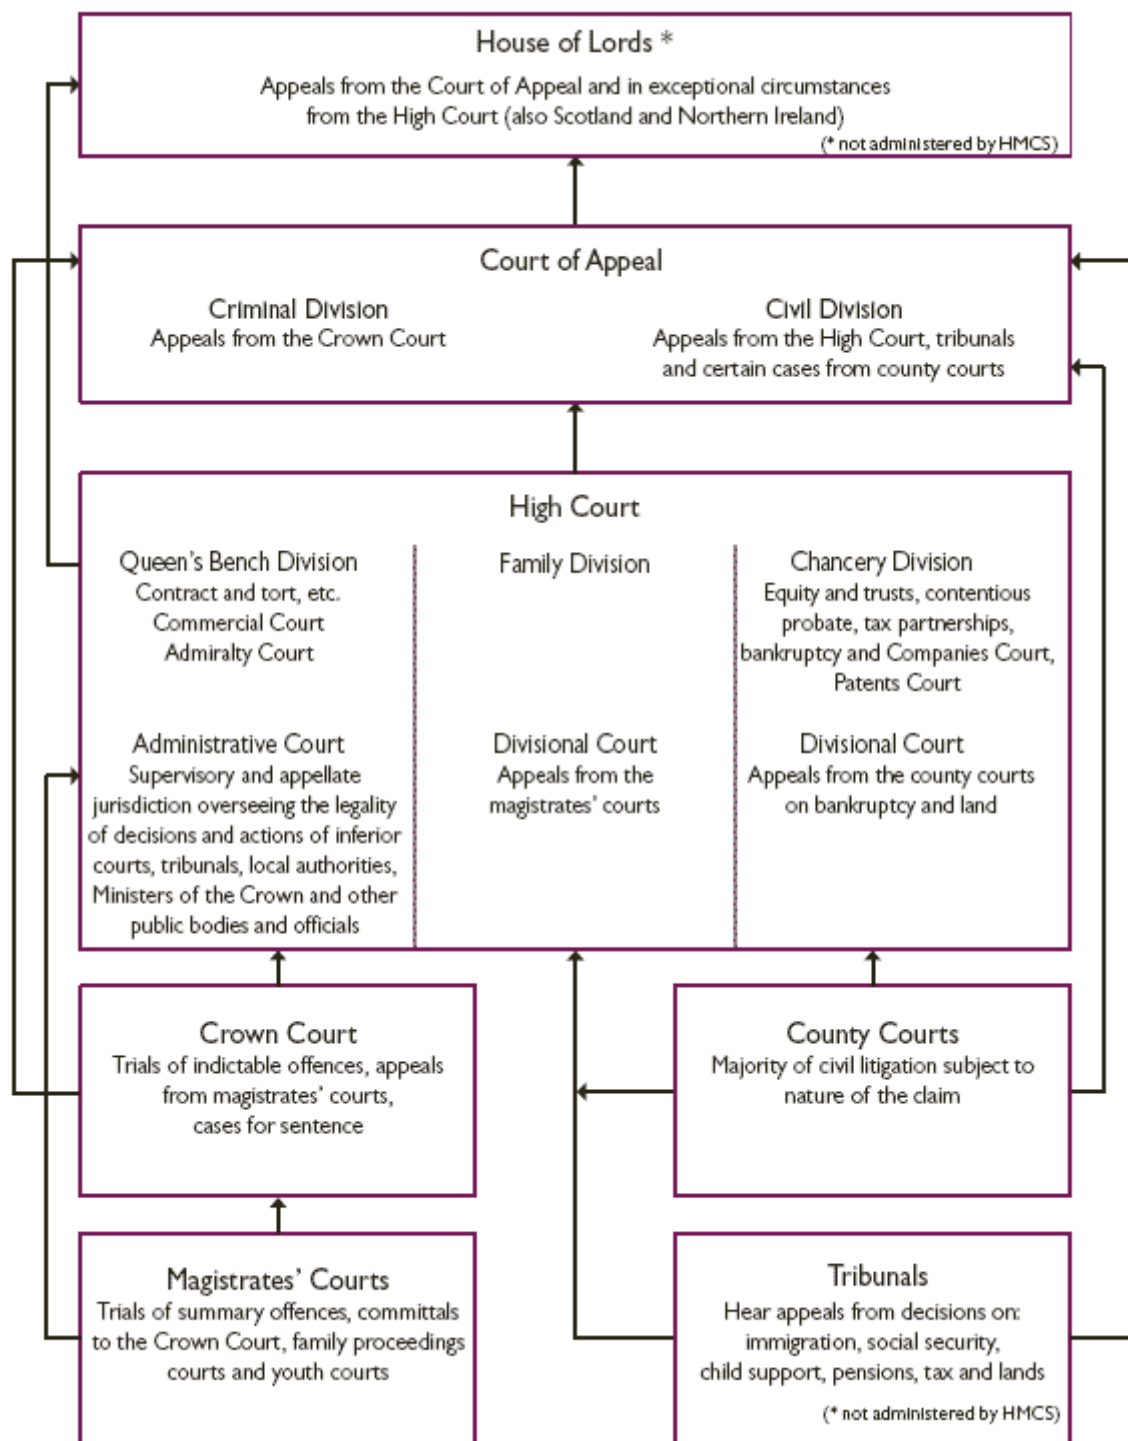 House of Lords *
Appeals from the Court of Appeal and in exceptional circumstances
from the High Court (also Scotland and Northern Ireland)
(* not administered by HMCS)
Court of Appeal
Criminal Division
Appeals from the Crown Court
Civil Division
Appeals from the High Court, tribunals
and certain cases from county courts
High Court
Queen's Bench Division
Contract and tort, etc.
Commercial Court
Admiralty Court
Administrative Court
Supervisory and appellate
jurisdiction overseeing the legality
of decisions and actions of inferior
courts, tribunals, local authorities,
Ministers of the Crown and other
public bodies and officials
Family Division
Divisional Court
Appeals from the
magistrates' courts
Chancery Division
Equity and trusts, contentious
probate, tax partnerships,
bankruptcy and Companies Court,
Patents Court
Divisional Court
Appeals from the county courts
on bankruptcy and land
Crown Court
Trials of indictable offences, appeals
from magistrates' courts,
cases for sentence
County Courts
Majority of civil litigation subject to
nature of the claim
Magistrates' Courts
Trials of summary offences, committals
to the Crown Court, family proceedings
courts and youth courts
Tribunals
Hear appeals from decisions on:
immigration, social security,
child support, pensions, tax and lands
(* not administered by HMCS)